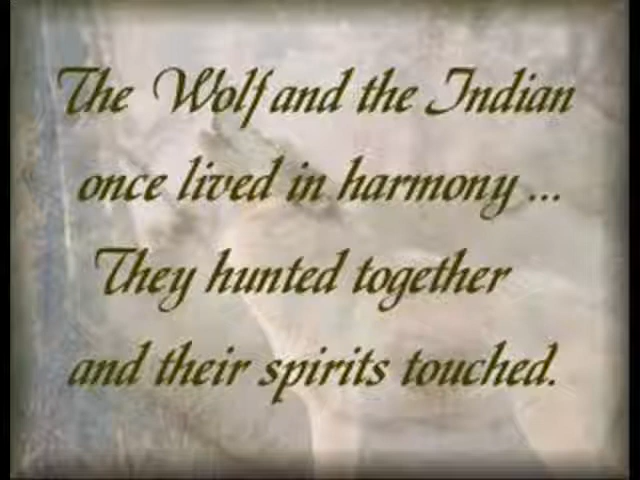 The Wolf and the Indian
once lived in harmony ...
They hunted together
and their spirits touched.